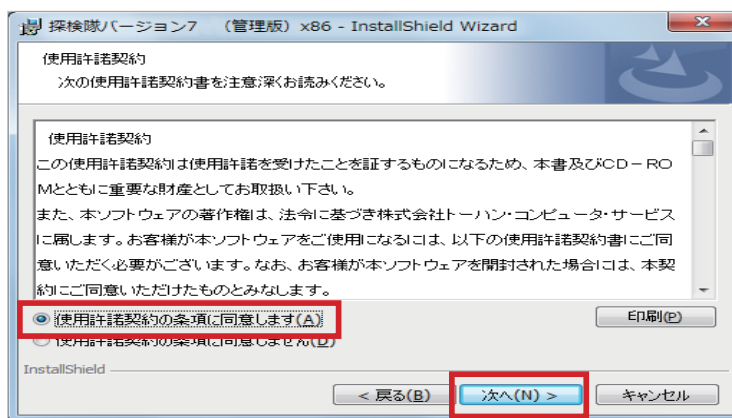 探検隊バージョン7　（管理版）x86 - InstallShield Wizard
使用許諾契約
次の使用許諾契約書を注意深くお読みください。
使用許諾契約
この使用許諾契約は使用許諾を受けたことを証するものになるため、本書及びCD－RO
Mとともに重要な財産としてお取扱い下さい。
また、本ソフトウェアの著作権は、法令に基づき株式会社トーハン・コンピュータ・サービス
に属します。お客様が本ソフトウェアをご使用になるには、以下の使用許諾契約書にご同
意いただく必要がございます。なお、お客様が本ソフトウェアを開封された場合には、本契
約にご同意いただけたものとみなします。
使用許諾契約の条項に同意します(A)
印刷(P)
使用許諾契約の条項に同意しません(D)
InstallShield
< 戻る(B)
次へ(N) >
キャンセル